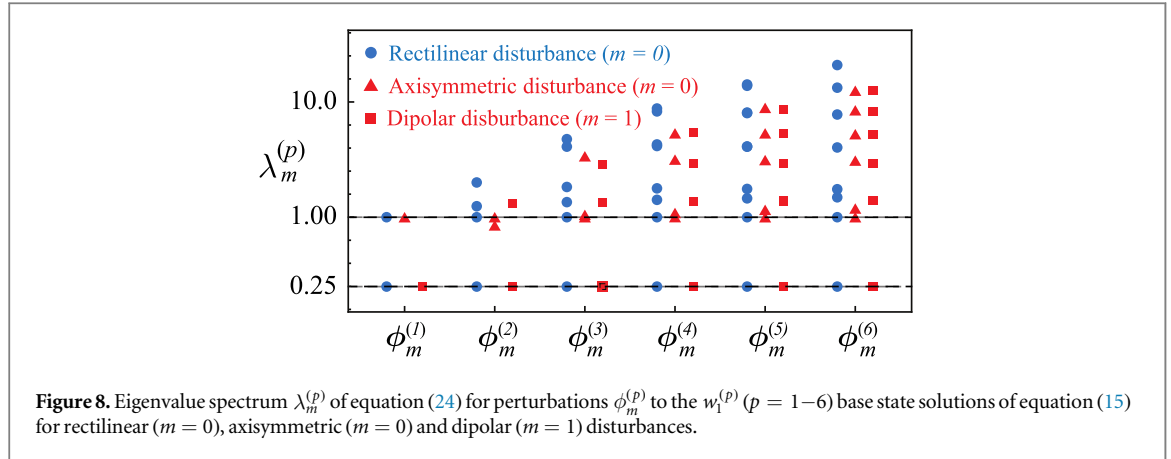 Rectilinear disturbance (m = 0)
Axisymmetric disturbance (m = 0)
Dipolar disburbance (m = 1)
λ_m^(p)
10.0
1.00
0.25
ϕ_m^(1) ϕ_m^(2) ϕ_m^(3) ϕ_m^(4) ϕ_m^(5) ϕ_m^(6)
Figure 8. Eigenvalue spectrum λ_m^(p) of equation (24) for perturbations ϕ_m^(p) to the w_1^(p) (p = 1−6) base state solutions of equation (15)
for rectilinear (m = 0), axisymmetric (m = 0) and dipolar (m = 1) disturbances.